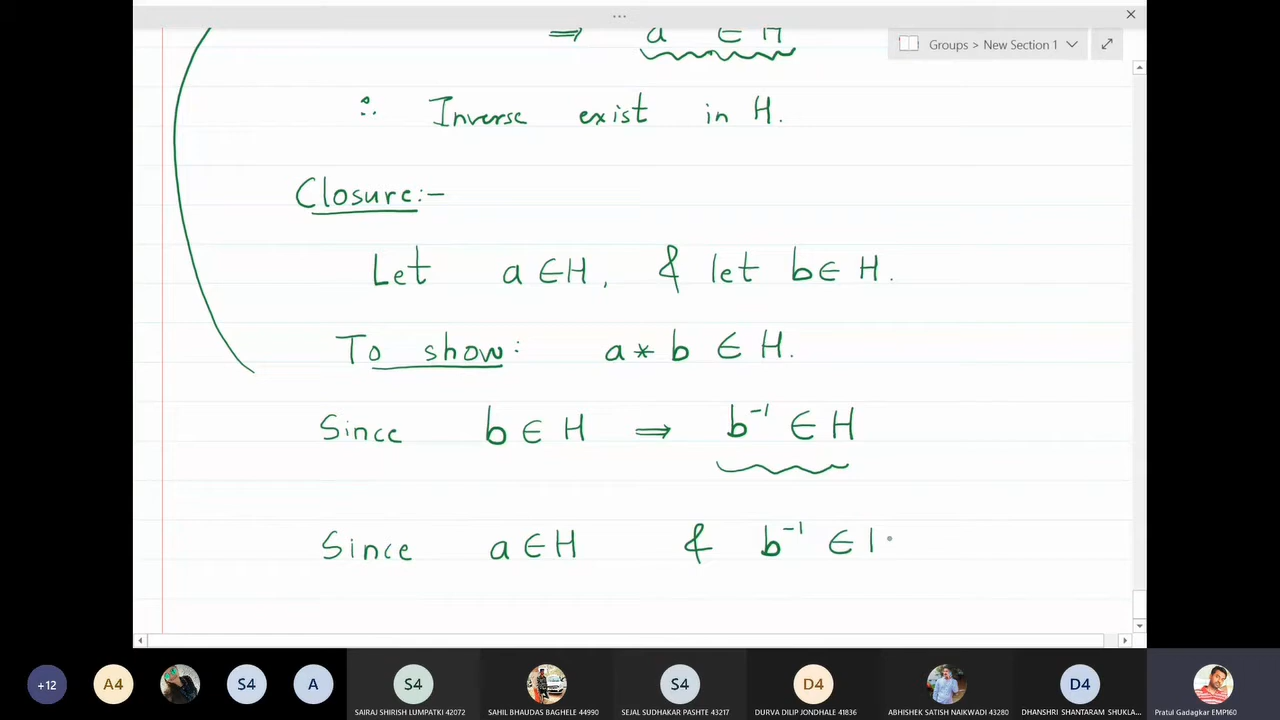 Groups > New Section 1
⇒ a ∈ H
∴ Inverse exist in H.
Closure:-
Let a ∈ H, & let b ∈ H.
To show: a * b ∈ H.
Since b ∈ H ⇒ b⁻¹ ∈ H
Since a ∈ H & b⁻¹ ∈
+12 A4 S4 A S4 S4 D4 D4
SAIRAJ SHIRISH LUMPATKI 42072 SAHIL BHAUDAS BAGHELE 44990 SEJAL SUDHAKAR PASHTE 43217 DURVA DILIP JONDHALE 41836 ABHISHEK SATISH NAIKWADI 43280 DHANSHRI SHANTARAM SHUKLA... Pratul Gadagkar EMP160